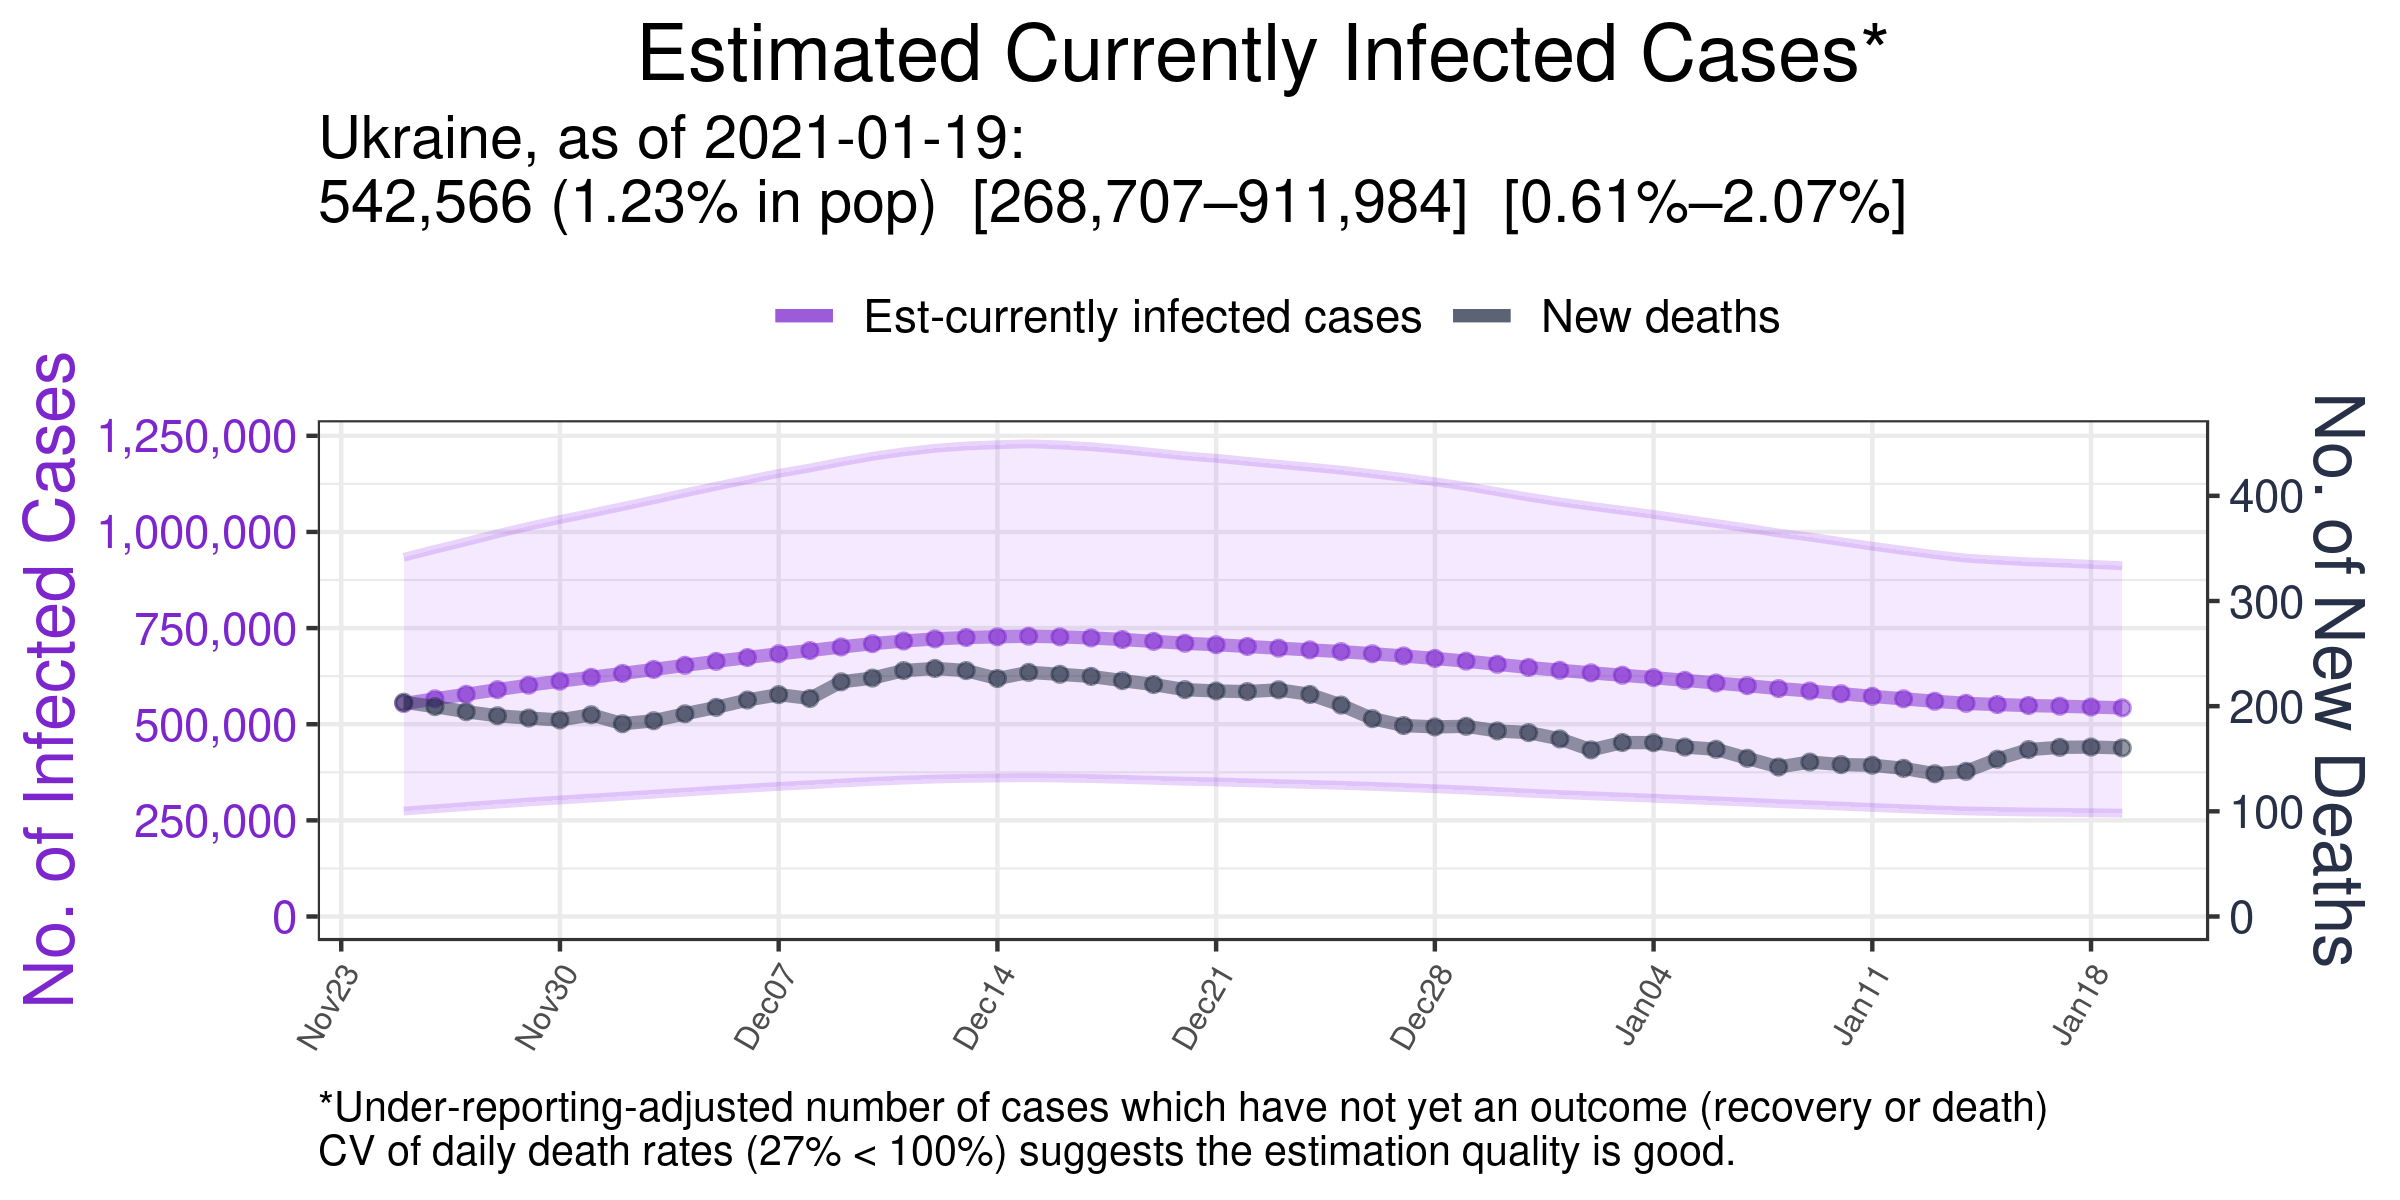 Estimated Currently Infected Cases*
Ukraine, as of 2021-01-19:
542,566 (1.23% in pop)  [268,707–911,984]  [0.61%–2.07%]
Est-currently infected cases
New deaths
No. of Infected Cases
1,250,000
1,000,000
750,000
500,000
250,000
0
400
300
200
100
0
No. of New Deaths
Nov23
Nov30
Dec07
Dec14
Dec21
Dec28
Jan04
Jan11
Jan18
*Under-reporting-adjusted number of cases which have not yet an outcome (recovery or death)
CV of daily death rates (27% < 100%) suggests the estimation quality is good.